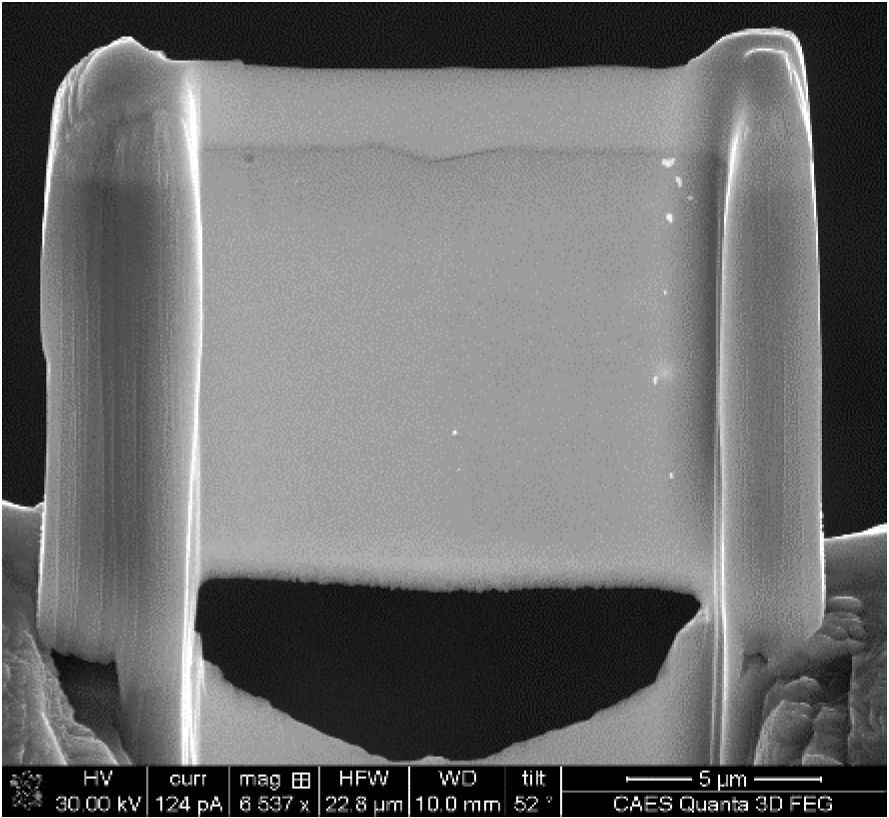 HV curr mag HFW WD tilt 5 µm
30.00 kV 124 pA 6 537 x 22.8 µm 10.0 mm 52 ° CAES Quanta 3D FEG